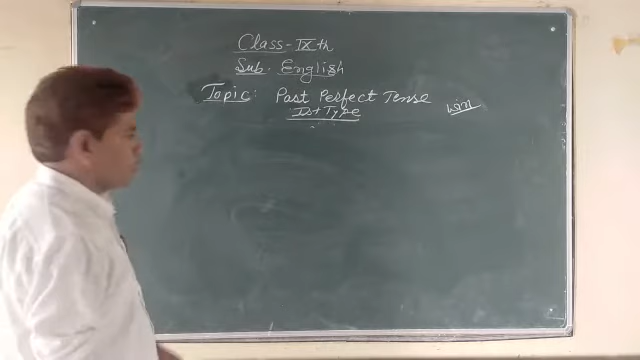 Class-IXth
Sub. English
Topic: Past Perfect Tense
Ist Type